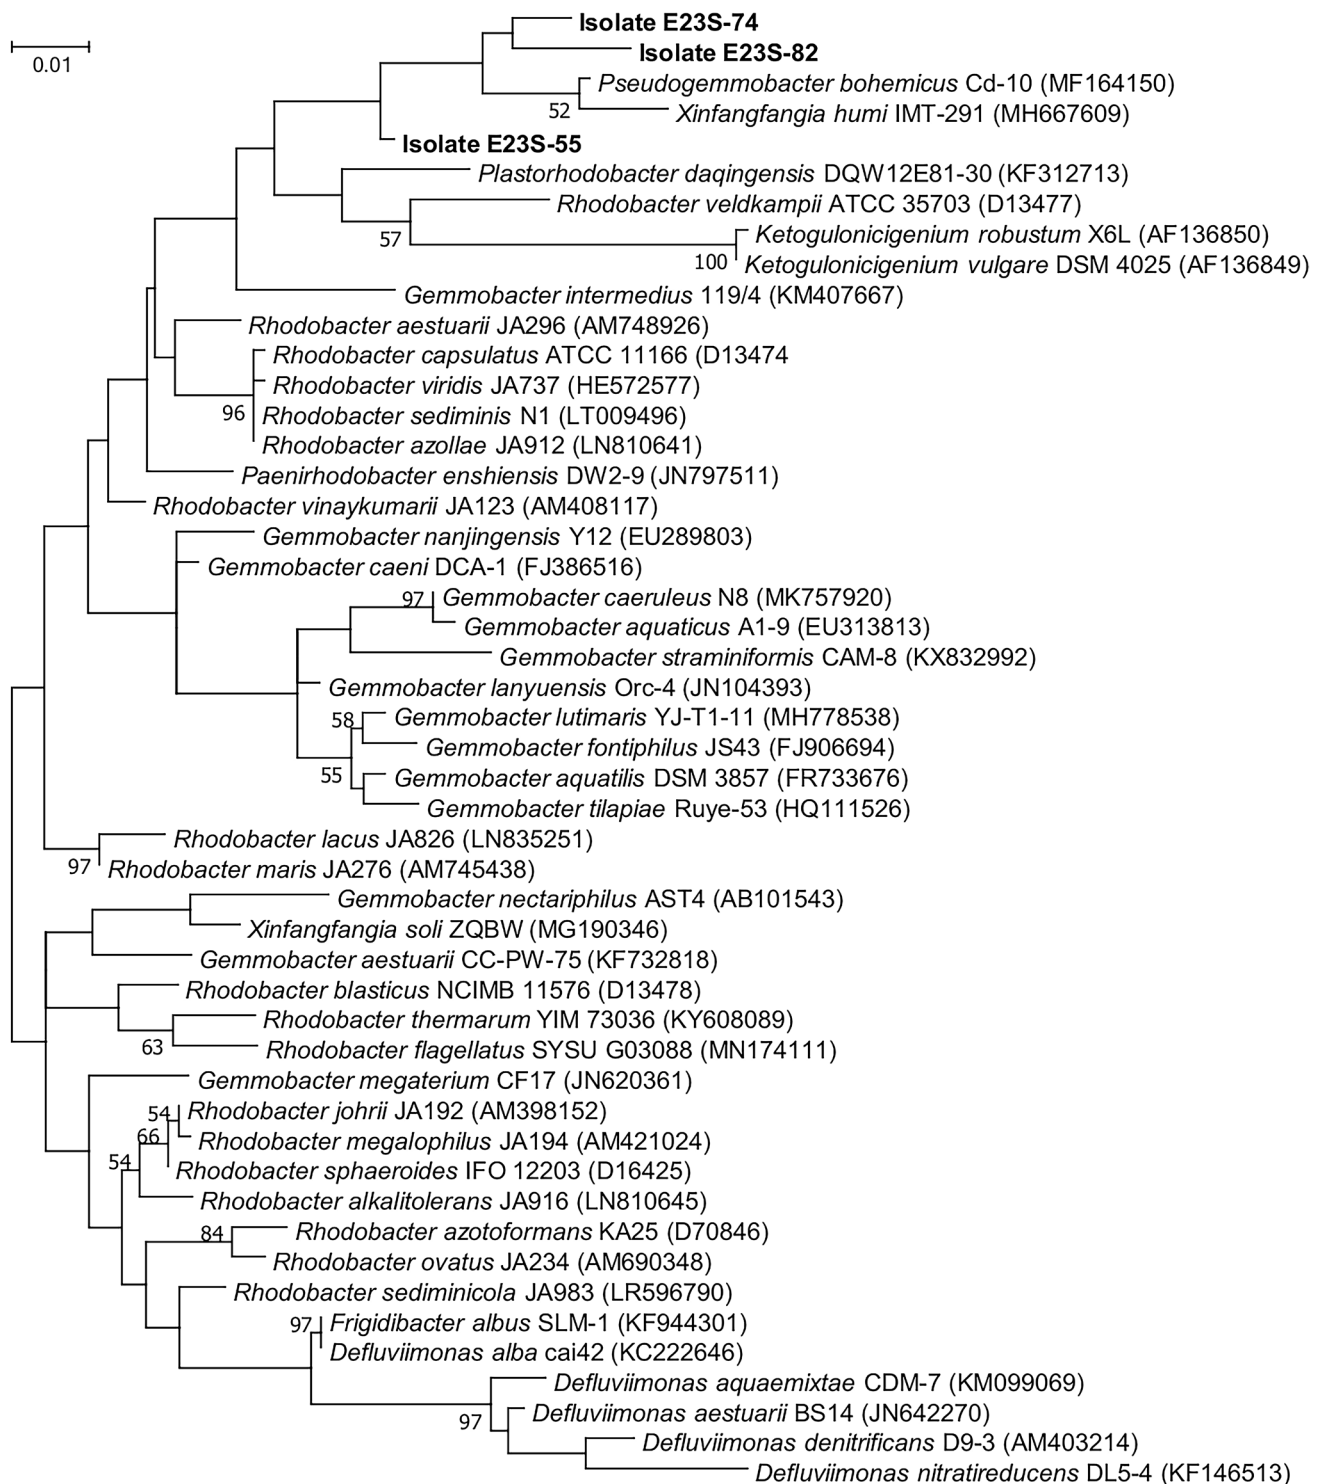 Isolate E23S-74
0.01
Isolate E23S-82
Pseudogemmobacter bohemicus Cd-10 (MF164150)
52
Xinfangfangia humi IMT-291 (MH667609)
Isolate E23S-55
Plastorhodobacter daqingensis DQW12E81-30 (KF312713)
Rhodobacter veldkampii ATCC 35703 (D13477)
57
Ketogulonicigenium robustum X6L (AF136850)
100
Ketogulonicigenium vulgare DSM 4025 (AF136849)
Gemmobacter intermedius 119/4 (KM407667)
Rhodobacter aestuarii JA296 (AM748926)
Rhodobacter capsulatus ATCC 11166 (D13474
Rhodobacter viridis JA737 (HE572577)
96
Rhodobacter sediminis N1 (LT009496)
Rhodobacter azollae JA912 (LN810641)
Paenirhodobacter enshiensis DW2-9 (JN797511)
Rhodobacter vinaykumarii JA123 (AM408117)
Gemmobacter nanjingensis Y12 (EU289803)
Gemmobacter caeni DCA-1 (FJ386516)
97
Gemmobacter caeruleus N8 (MK757920)
Gemmobacter aquaticus A1-9 (EU313813)
Gemmobacter straminiformis CAM-8 (KX832992)
Gemmobacter lanyuensis Orc-4 (JN104393)
58
Gemmobacter lutimaris YJ-T1-11 (MH778538)
Gemmobacter fontiphilus JS43 (FJ906694)
55
Gemmobacter aquatilis DSM 3857 (FR733676)
Gemmobacter tilapiae Ruye-53 (HQ111526)
Rhodobacter lacus JA826 (LN835251)
97
Rhodobacter maris JA276 (AM745438)
Gemmobacter nectariphilus AST4 (AB101543)
Xinfangfangia soli ZQBW (MG190346)
Gemmobacter aestuarii CC-PW-75 (KF732818)
Rhodobacter blasticus NCIMB 11576 (D13478)
Rhodobacter thermarum YIM 73036 (KY608089)
63
Rhodobacter flagellatus SYSU G03088 (MN174111)
Gemmobacter megaterium CF17 (JN620361)
54
Rhodobacter johrii JA192 (AM398152)
66
Rhodobacter megalophilus JA194 (AM421024)
54
Rhodobacter sphaeroides IFO 12203 (D16425)
Rhodobacter alkalitolerans JA916 (LN810645)
84
Rhodobacter azotoformans KA25 (D70846)
Rhodobacter ovatus JA234 (AM690348)
Rhodobacter sediminicola JA983 (LR596790)
97
Frigidibacter albus SLM-1 (KF944301)
Defluviimonas alba cai42 (KC222646)
Defluviimonas aquaemixtae CDM-7 (KM099069)
97
Defluviimonas aestuarii BS14 (JN642270)
Defluviimonas denitrificans D9-3 (AM403214)
Defluviimonas nitratireducens DL5-4 (KF146513)